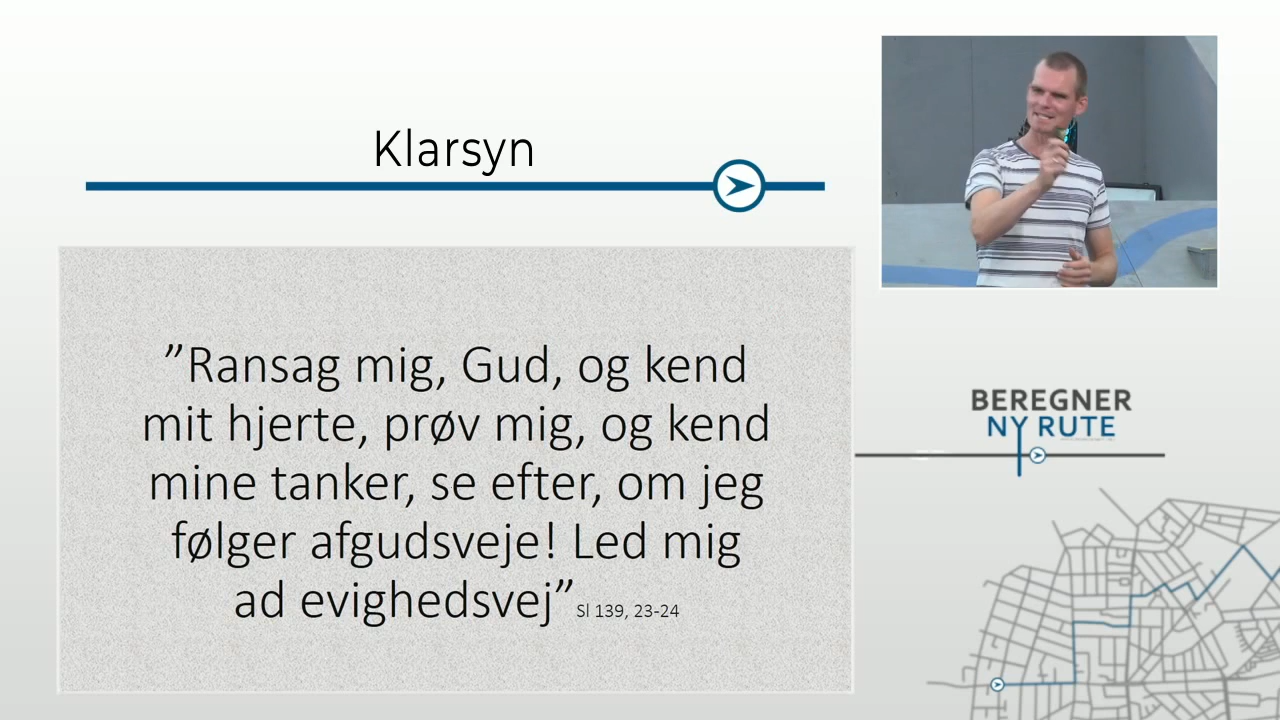 Klarsyn
”Ransag mig, Gud, og kend
mit hjerte, prøv mig, og kend
mine tanker, se efter, om jeg
følger afgudsveje! Led mig
ad evighedsvej” Sl 139, 23-24
BEREGNER
NY RUTE